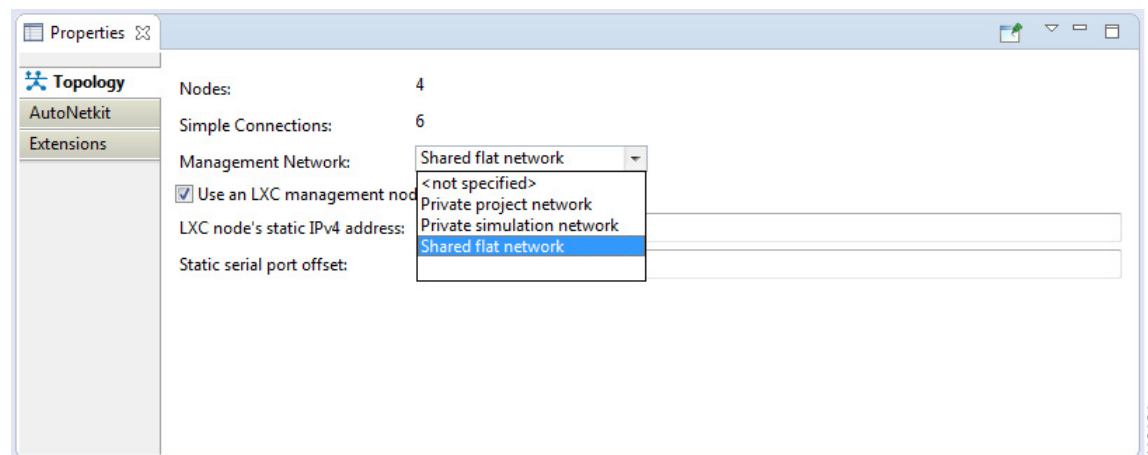 Properties
Topology
AutoNetkit
Extensions
Nodes: 4
Simple Connections: 6
Management Network: Shared flat network
<not specified>
Private project network
Private simulation network
Shared flat network
Use an LXC management nod
LXC node's static IPv4 address:
Static serial port offset: